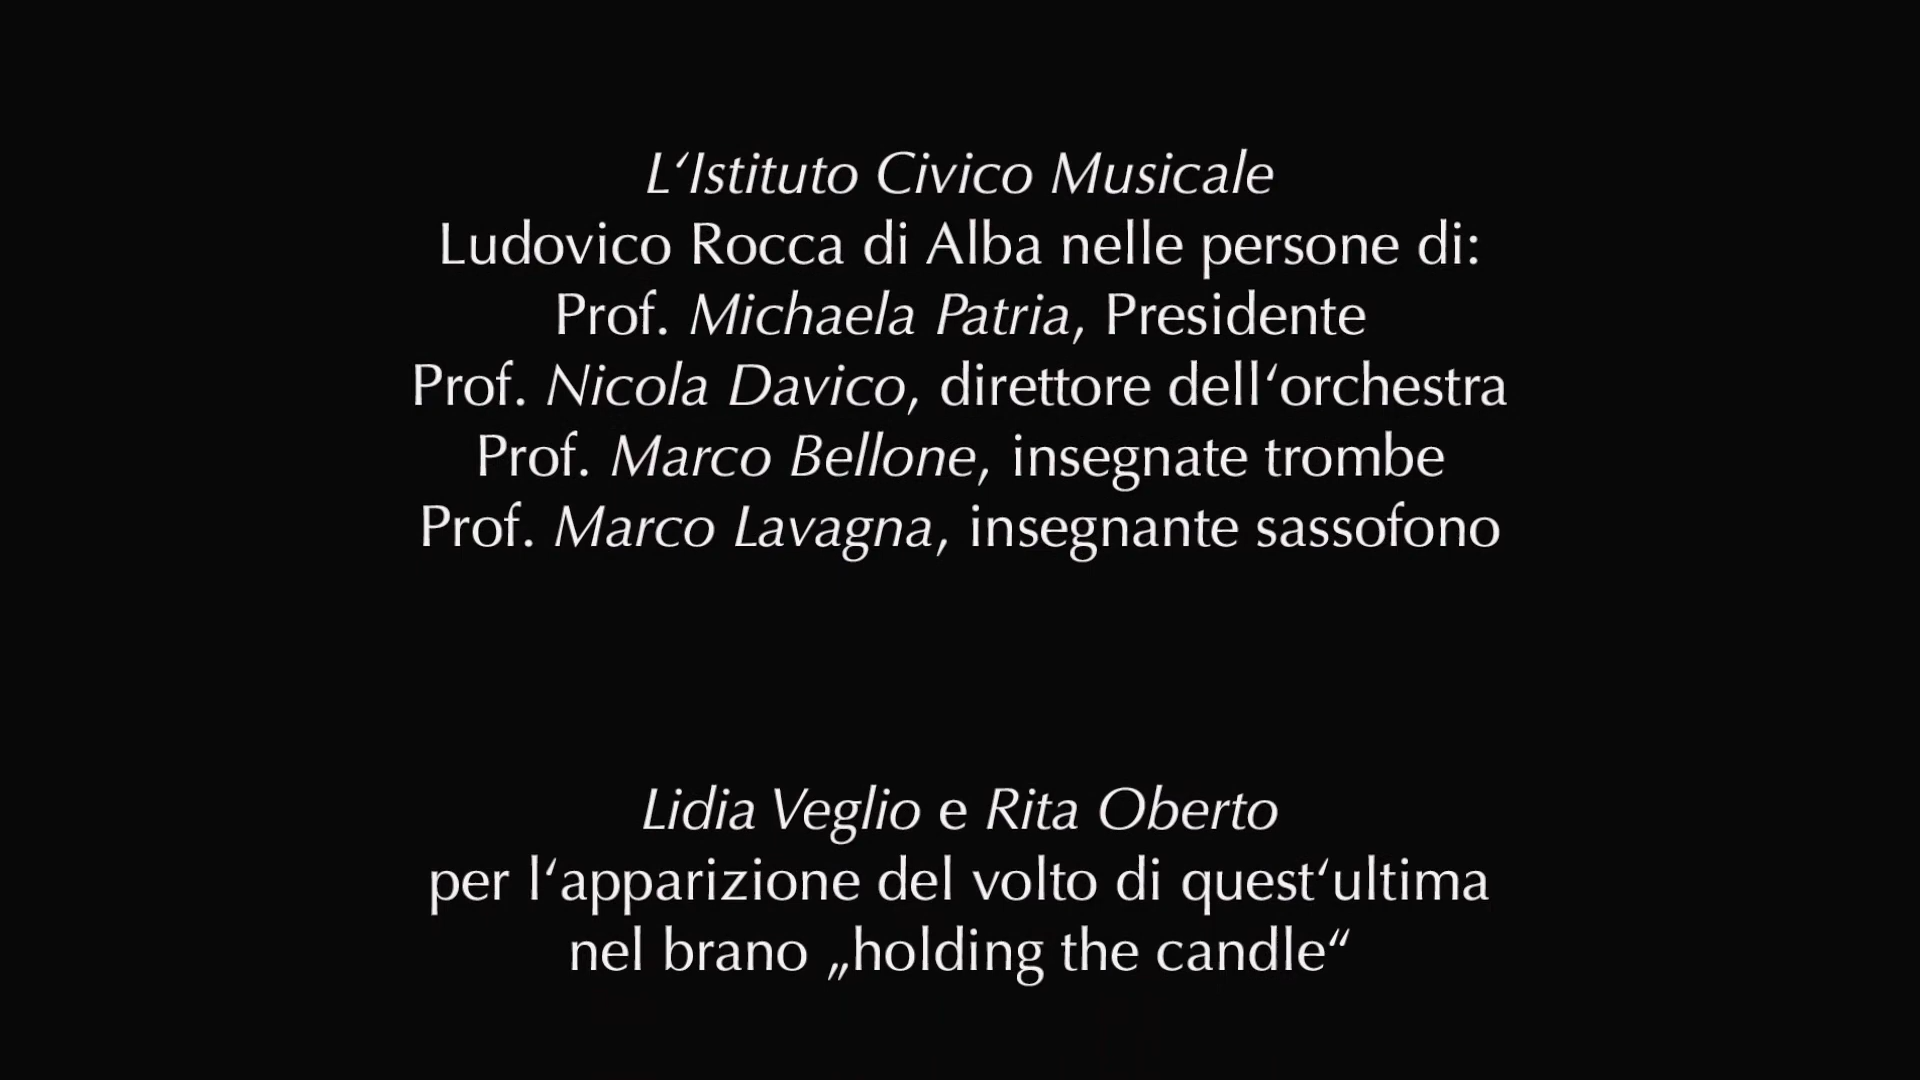 L‘Istituto Civico Musicale
Ludovico Rocca di Alba nelle persone di:
Prof. Michaela Patria, Presidente
Prof. Nicola Davico, direttore dell‘orchestra
Prof. Marco Bellone, insegnate trombe
Prof. Marco Lavagna, insegnante sassofono
Lidia Veglio e Rita Oberto
per l‘apparizione del volto di quest‘ultima
nel brano „holding the candle“